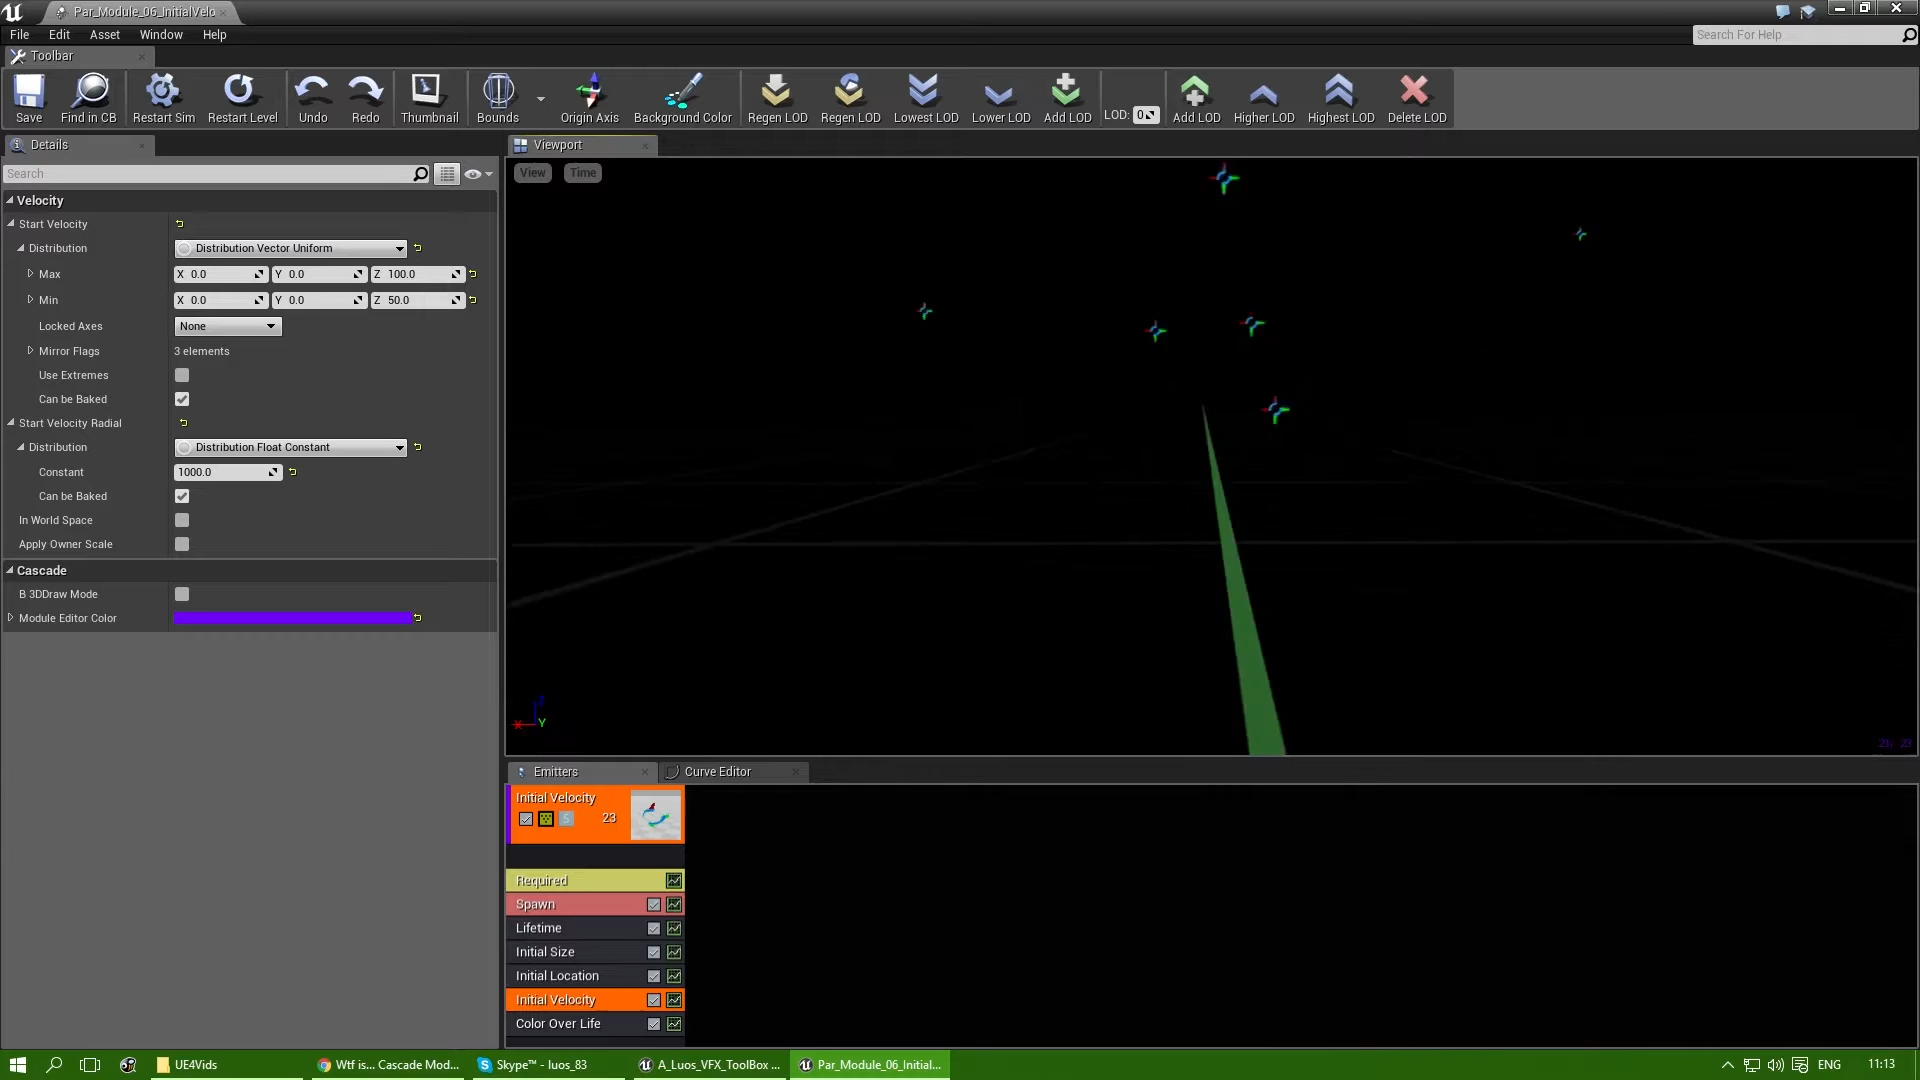 Par_Module_06_InitialVelo
File Edit Asset Window Help
Search For Help
Toolbar
Save Find in CB Restart Sim Restart Level Undo Redo Thumbnail Bounds Origin Axis Background Color Regen LOD Regen LOD Lowest LOD Lower LOD Add LOD LOD: 0 Add LOD Higher LOD Highest LOD Delete LOD
Details
Viewport
Search
View Time
Velocity
Start Velocity
Distribution Distribution Vector Uniform
Max X 0.0 Y 0.0 Z 100.0
Min X 0.0 Y 0.0 Z 50.0
Locked Axes None
Mirror Flags 3 elements
Use Extremes
Can be Baked
Start Velocity Radial
Distribution Distribution Float Constant
Constant 1000.0
Can be Baked
In World Space
Apply Owner Scale
Cascade
B 3DDraw Mode
Module Editor Color
X Y
Emitters Curve Editor
Initial Velocity
S 23
Required
Spawn
Lifetime
Initial Size
Initial Location
Initial Velocity
Color Over Life
UE4Vids Wtf is... Cascade Mod... Skype™ - luos_83 A_Luos_VFX_ToolBox ... Par_Module_06_Initial... ENG 11:13